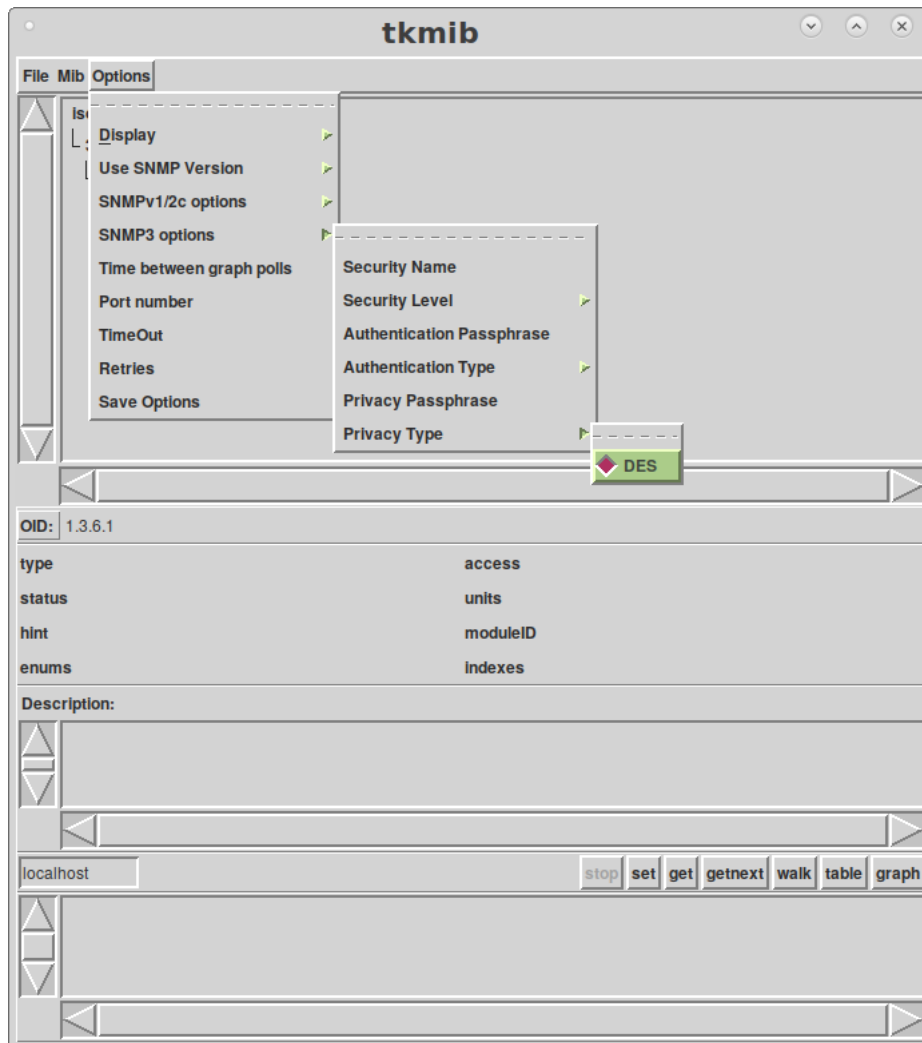 tkmib
File Mib Options
Display
Use SNMP Version
SNMPv1/2c options
SNMP3 options
Time between graph polls
Port number
TimeOut
Retries
Save Options
Security Name
Security Level
Authentication Passphrase
Authentication Type
Privacy Passphrase
Privacy Type
DES
OID: 1.3.6.1
type access
status units
hint moduleID
enums indexes
Description:
localhost stop set get getnext walk table graph